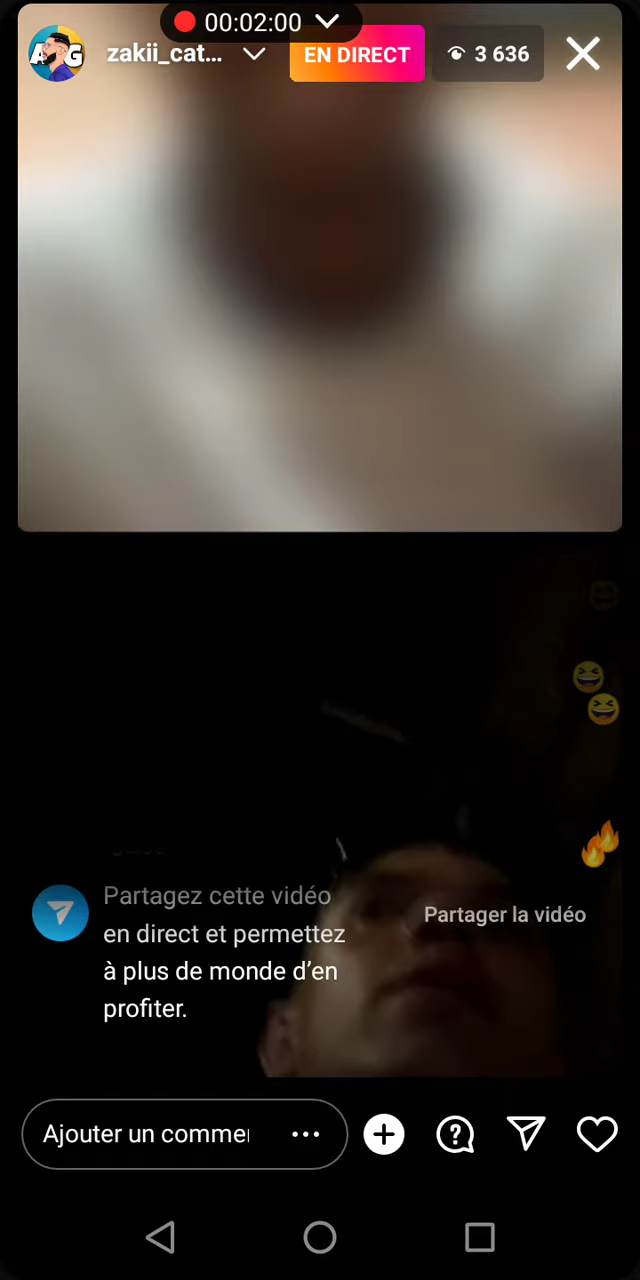 00:02:00
zakii_cat...
EN DIRECT
3 636
Partagez cette vidéo
en direct et permettez
à plus de monde d’en
profiter.
Partager la vidéo
Ajouter un comme